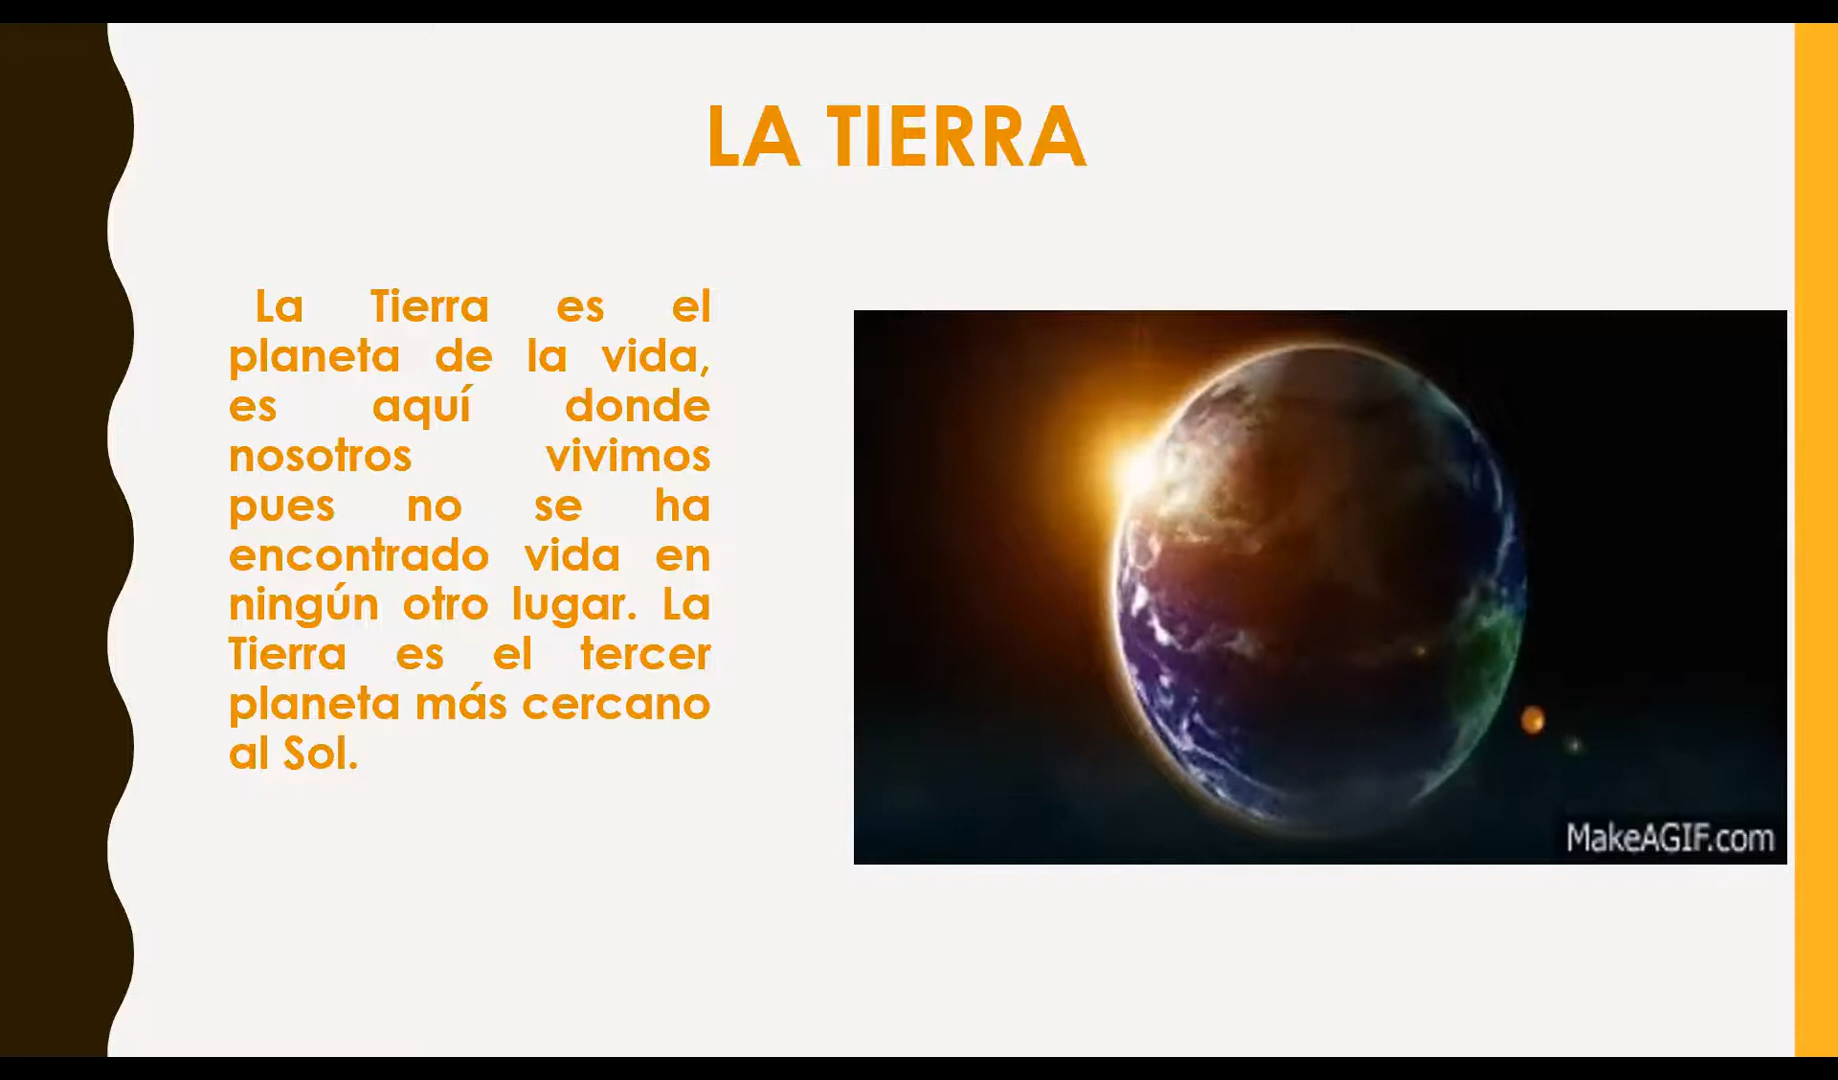 LA TIERRA
La Tierra es el
planeta de la vida,
es aquí donde
nosotros vivimos
pues no se ha
encontrado vida en
ningún otro lugar. La
Tierra es el tercer
planeta más cercano
al Sol.
MakeAGIF.com